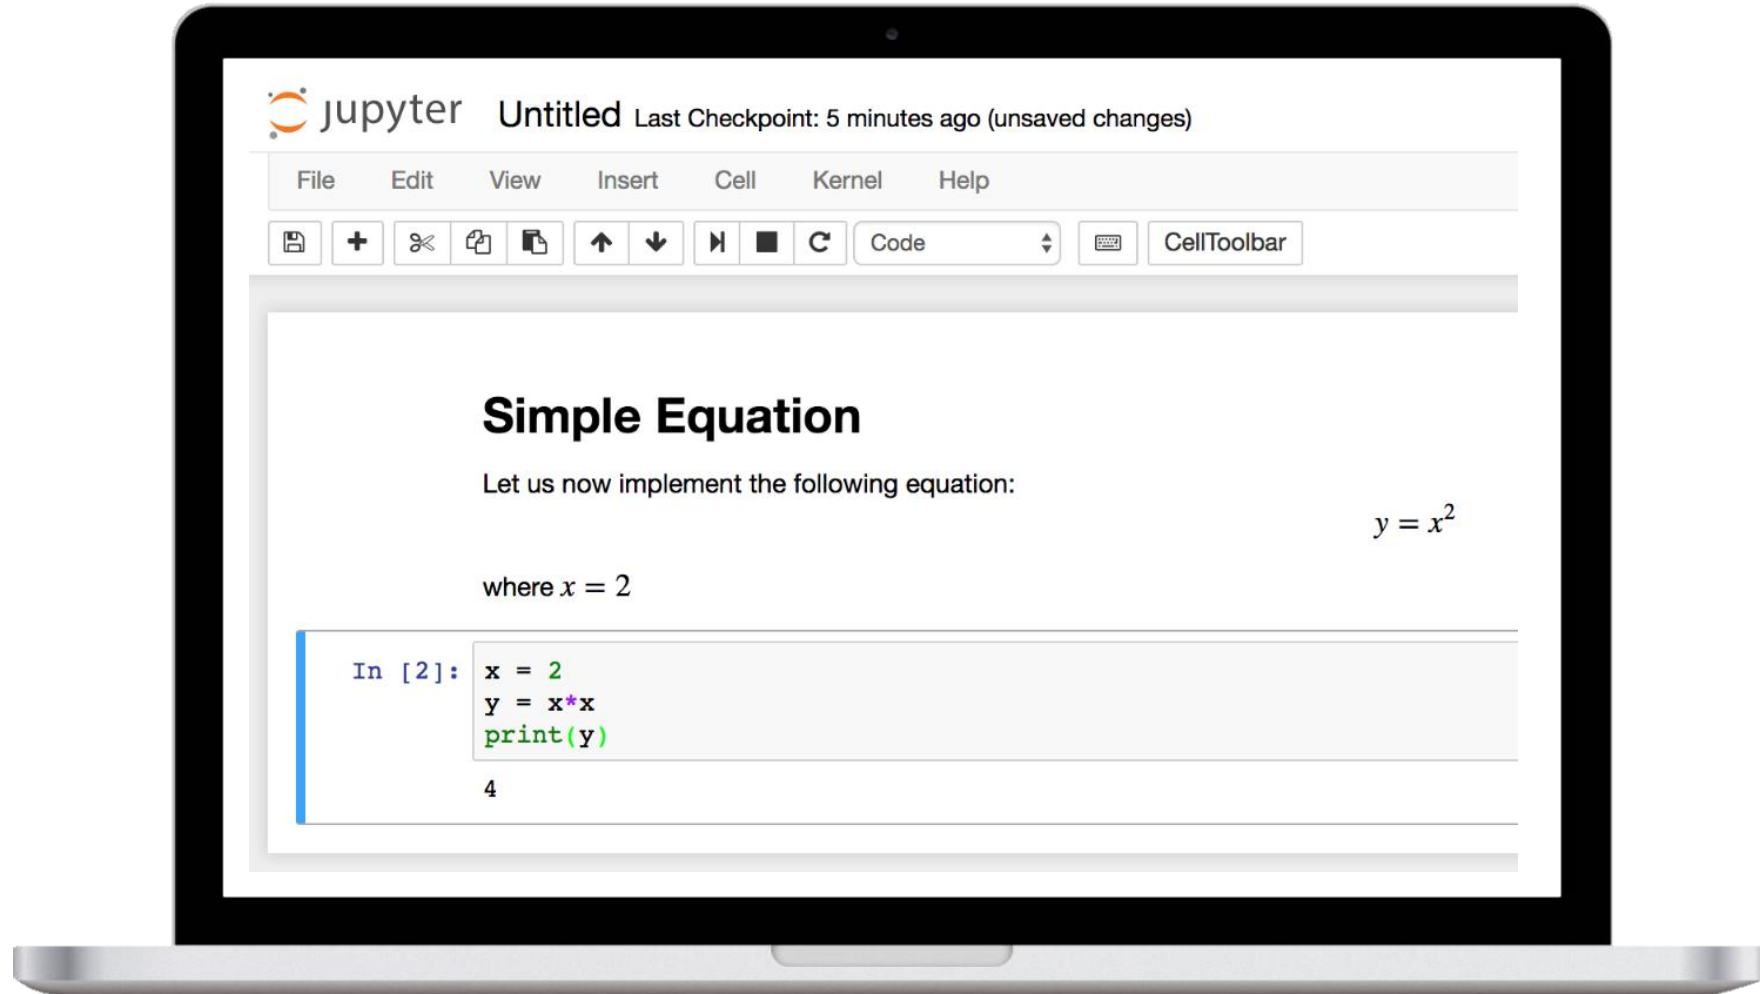 jupyter Untitled Last Checkpoint: 5 minutes ago (unsaved changes)
File Edit View Insert Cell Kernel Help
Code CellToolbar
Simple Equation
Let us now implement the following equation:
y = x²
where x = 2
In [2]: x = 2
y = x*x
print(y)
4